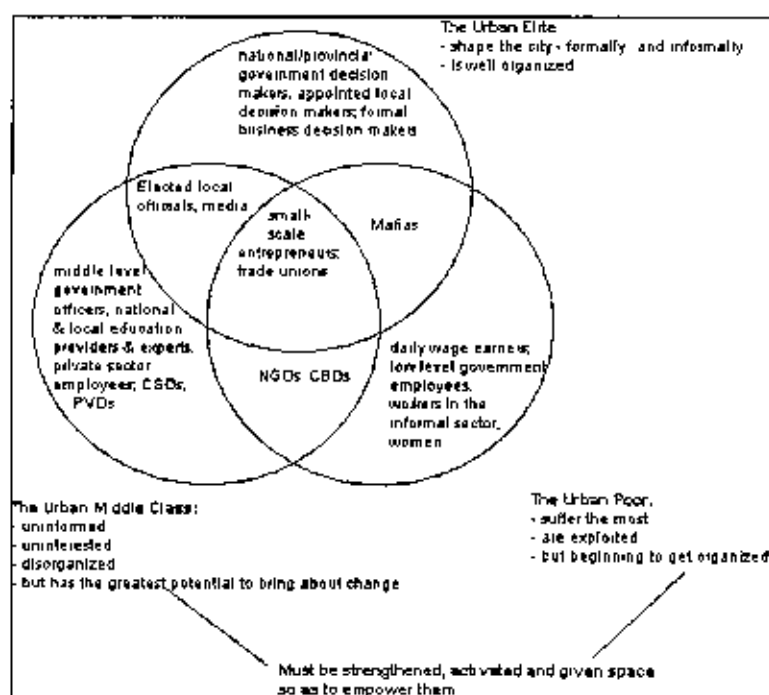 The Urban Elite
- shape the city - formally and informally
- is well organized
national/provincial
government decision
makers, appointed local
decision makers; formal
business decision makers
Elected local
officials, media
small-
scale
entrepreneurs;
trade unions
Mafias
middle level
government
officers, national
& local education
providers & experts,
private sector
employees; CSOs,
PVOs
NGOs CBOs
daily wage earners;
low level government
employees,
workers in the
informal sector,
women
The Urban Middle Class:
- uninformed
- uninterested
- disorganized
- but has the greatest potential to bring about change
The Urban Poor.
- suffer the most
- are exploited
- but beginning to get organized
Must be strengthened, activated and given space
so as to empower them